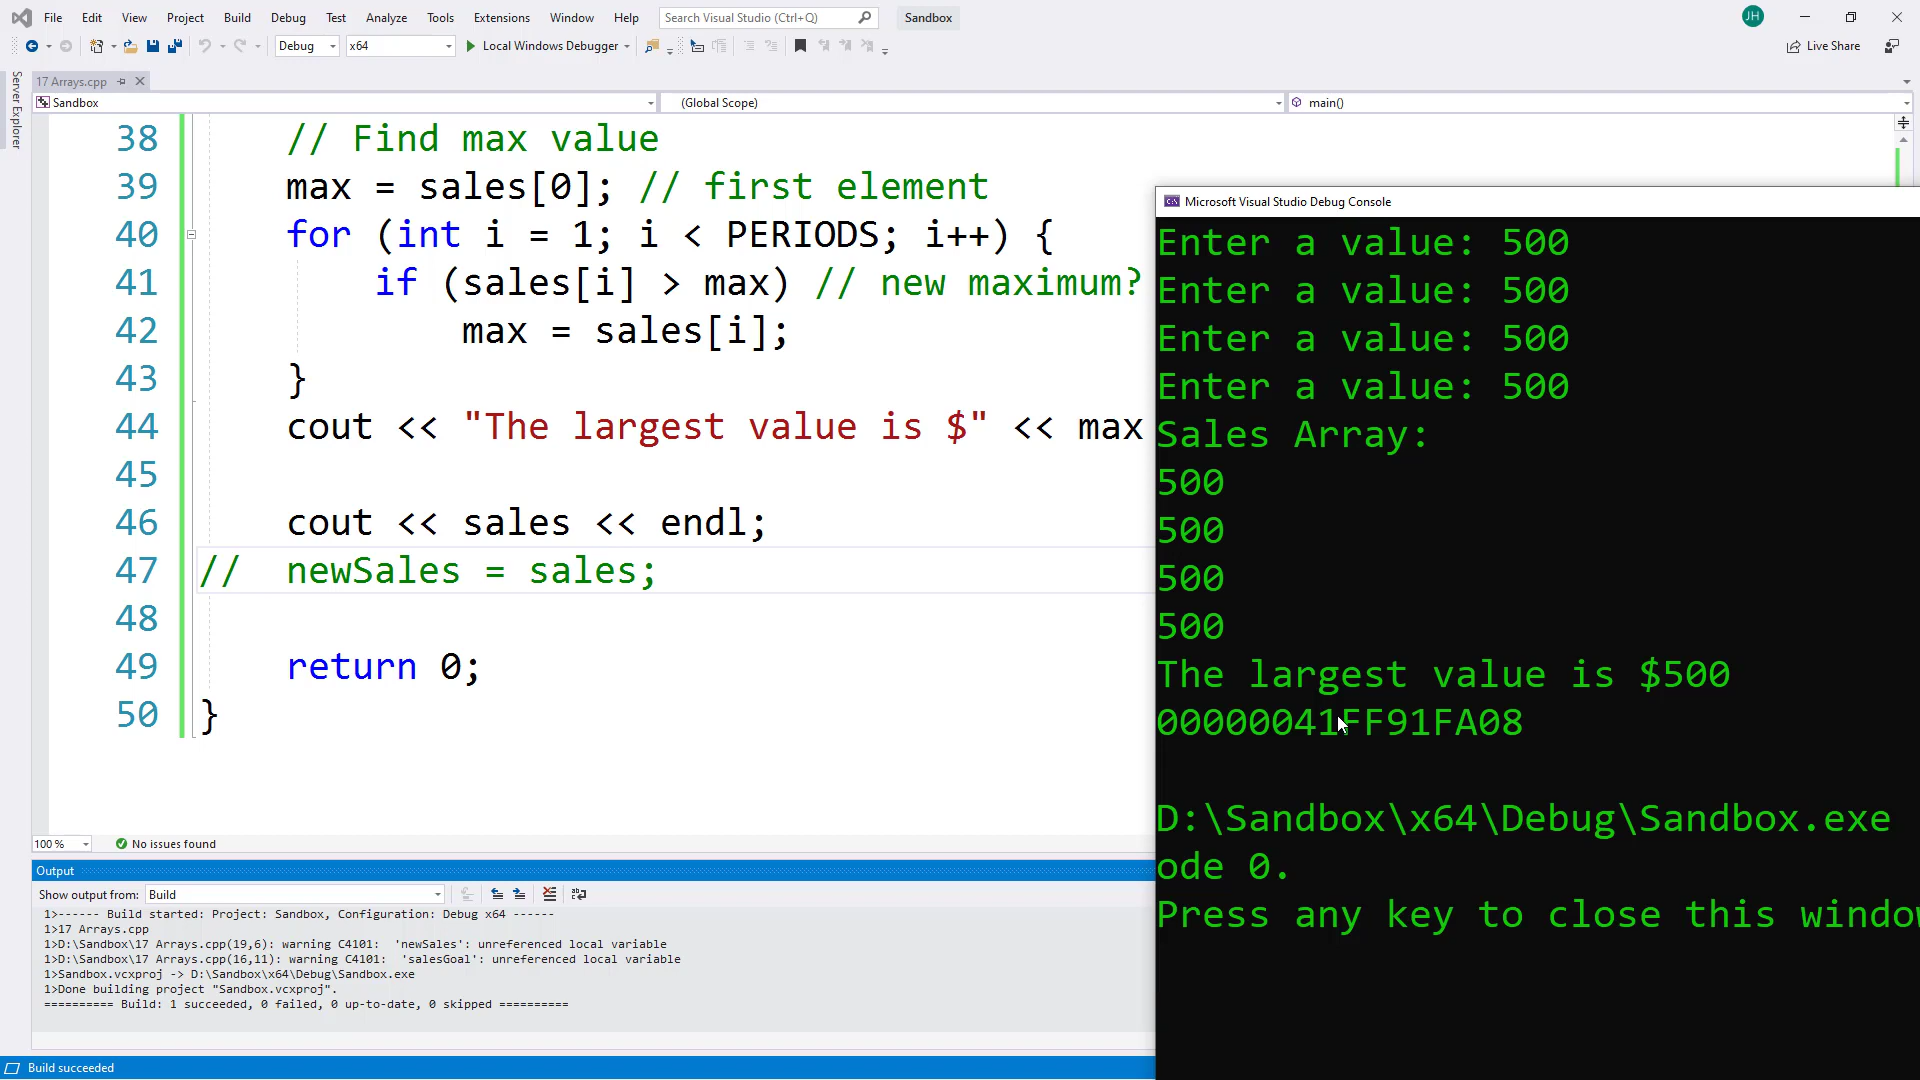 File Edit View Project Build Debug Test Analyze Tools Extensions Window Help Search Visual Studio (Ctrl+Q) Sandbox JH
Debug x64 Local Windows Debugger Live Share
Server Explorer
17 Arrays.cpp
Sandbox (Global Scope) main()
38 // Find max value
39 max = sales[0]; // first element
40 for (int i = 1; i < PERIODS; i++) {
41 if (sales[i] > max) // new maximum?
42 max = sales[i];
43 }
44 cout << "The largest value is $" << max
45
46 cout << sales << endl;
47 // newSales = sales;
48
49 return 0;
50 }
100 % No issues found
Output
Show output from: Build
1>------ Build started: Project: Sandbox, Configuration: Debug x64 ------
1>17 Arrays.cpp
1>D:\Sandbox\17 Arrays.cpp(19,6): warning C4101: 'newSales': unreferenced local variable
1>D:\Sandbox\17 Arrays.cpp(16,11): warning C4101: 'salesGoal': unreferenced local variable
1>Sandbox.vcxproj -> D:\Sandbox\x64\Debug\Sandbox.exe
1>Done building project "Sandbox.vcxproj".
========== Build: 1 succeeded, 0 failed, 0 up-to-date, 0 skipped ==========
Build succeeded
Microsoft Visual Studio Debug Console
Enter a value: 500
Enter a value: 500
Enter a value: 500
Enter a value: 500
Sales Array:
500
500
500
500
The largest value is $500
00000041FF91FA08
D:\Sandbox\x64\Debug\Sandbox.exe
ode 0.
Press any key to close this windo